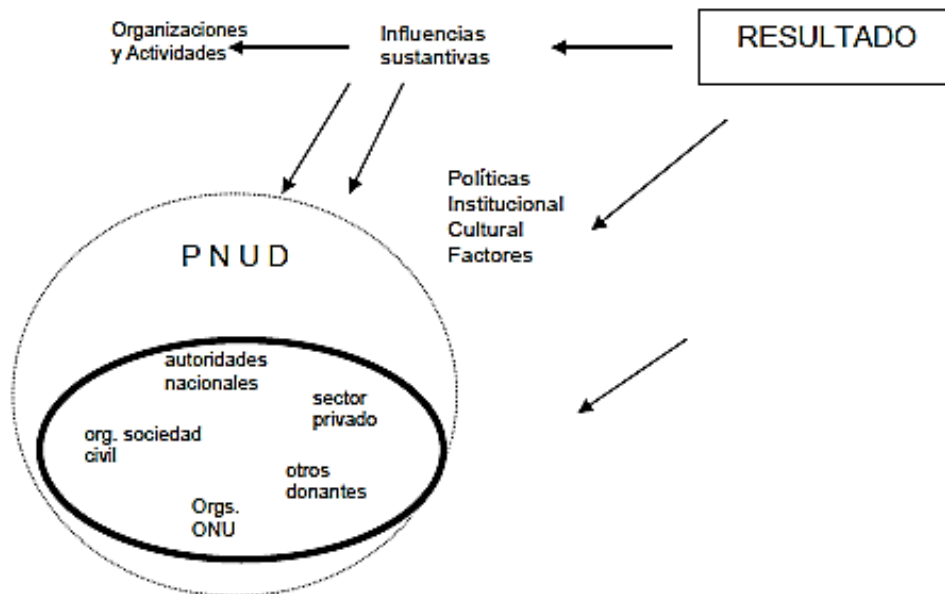 Organizaciones
y Actividades
Influencias
sustantivas
RESULTADO
Políticas
Institucional
Cultural
Factores
P N U D
autoridades
nacionales
sector
privado
org. sociedad
civil
otros
donantes
Orgs.
ONU